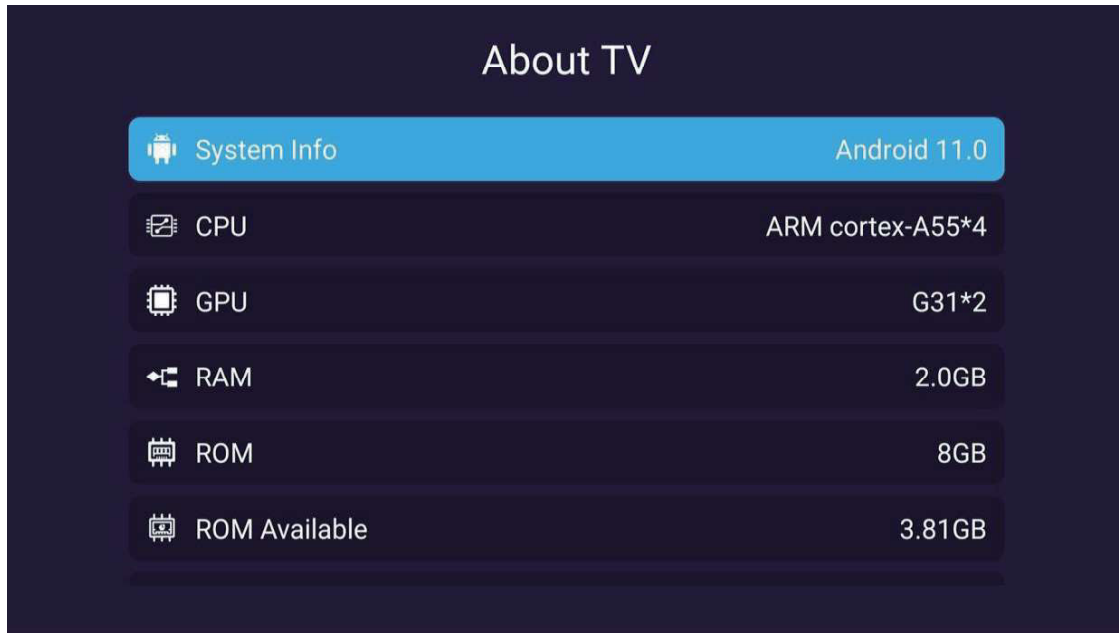 About TV
System Info Android 11.0
CPU ARM cortex-A55*4
GPU G31*2
RAM 2.0GB
ROM 8GB
ROM Available 3.81GB